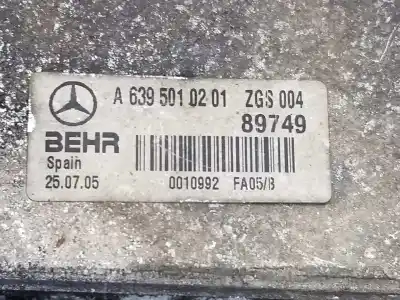 A 639 501 02 01 ZGS 004
89749
BEHR
Spain
25.07.05 0010992 FA05/B